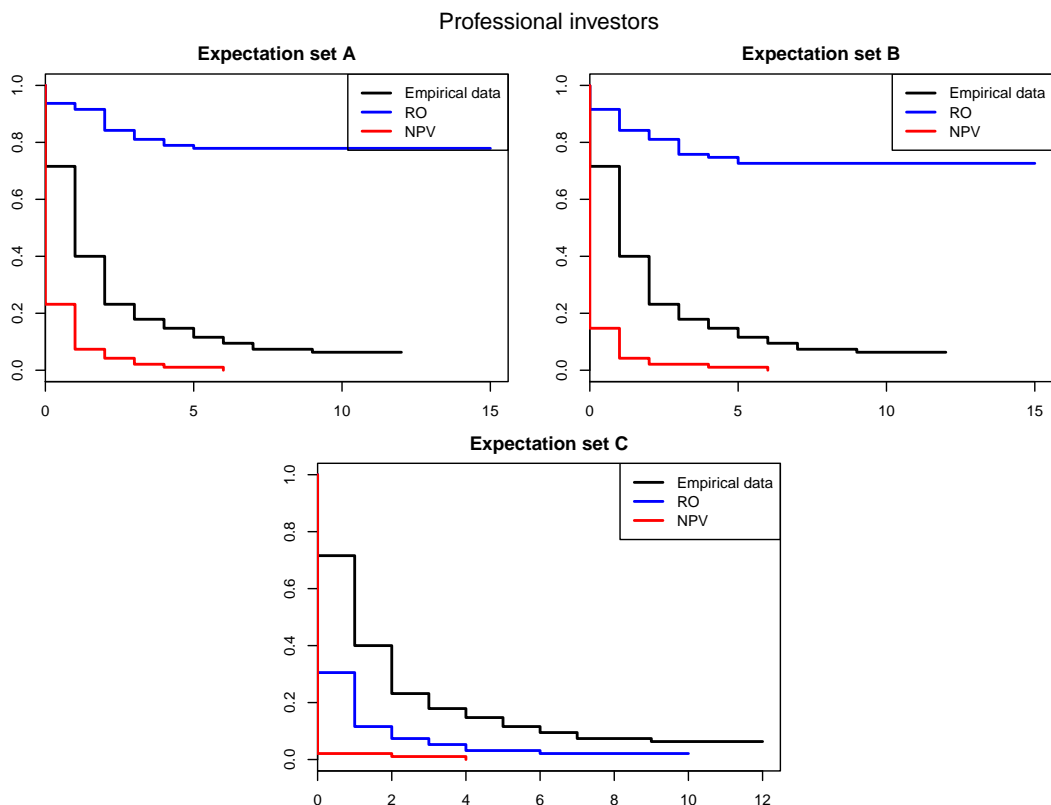 Professional investors
Expectation set A
Empirical data
RO
NPV
0.0
0.2
0.4
0.6
0.8
1.0
0 5 10 15
Expectation set B
Empirical data
RO
NPV
0.0
0.2
0.4
0.6
0.8
1.0
0 5 10 15
Expectation set C
Empirical data
RO
NPV
0.0
0.2
0.4
0.6
0.8
1.0
0 2 4 6 8 10 12